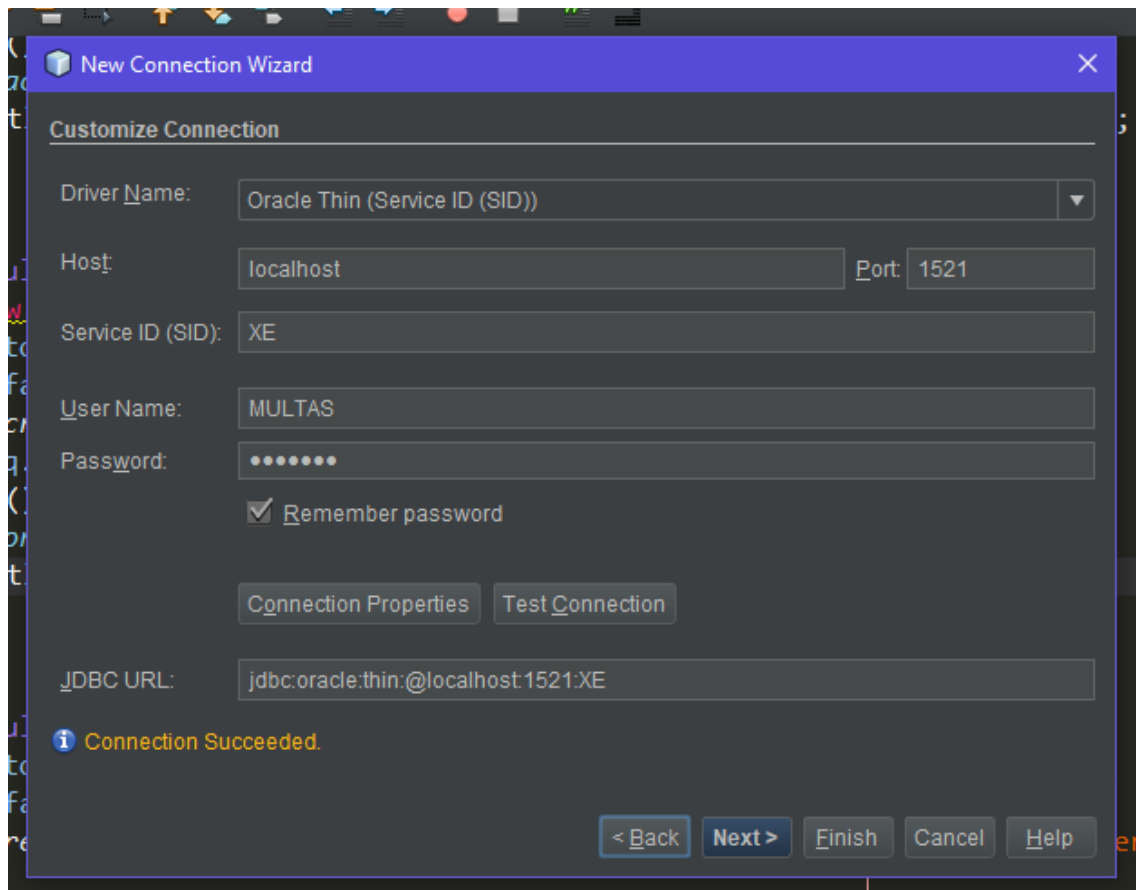 New Connection Wizard
Customize Connection
Driver Name: Oracle Thin (Service ID (SID))
Host: localhost Port: 1521
Service ID (SID): XE
User Name: MULTAS
Password: •••••••
Remember password
Connection Properties Test Connection
JDBC URL: jdbc:oracle:thin:@localhost:1521:XE
Connection Succeeded.
< Back Next > Finish Cancel Help